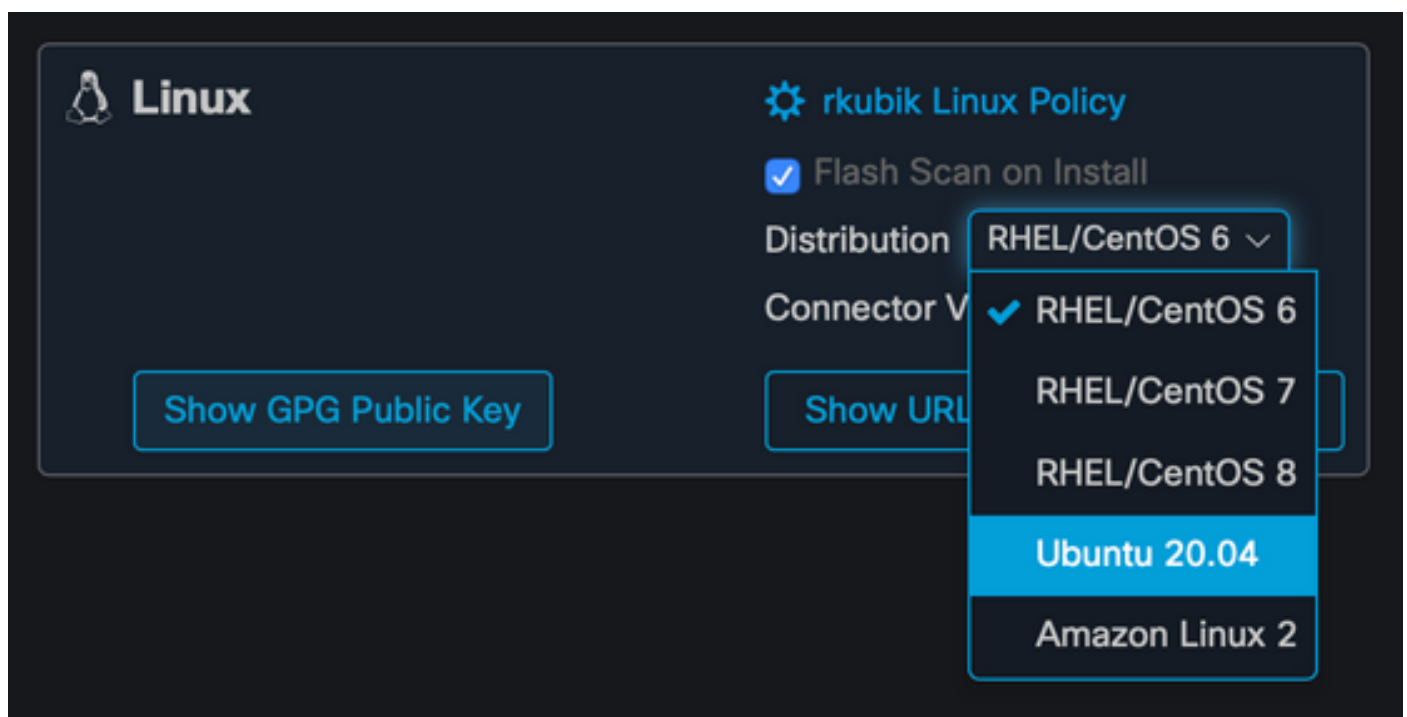 Linux
rkubik Linux Policy
Flash Scan on Install
Distribution RHEL/CentOS 6
Connector V
RHEL/CentOS 6
RHEL/CentOS 7
RHEL/CentOS 8
Ubuntu 20.04
Amazon Linux 2
Show GPG Public Key
Show URL